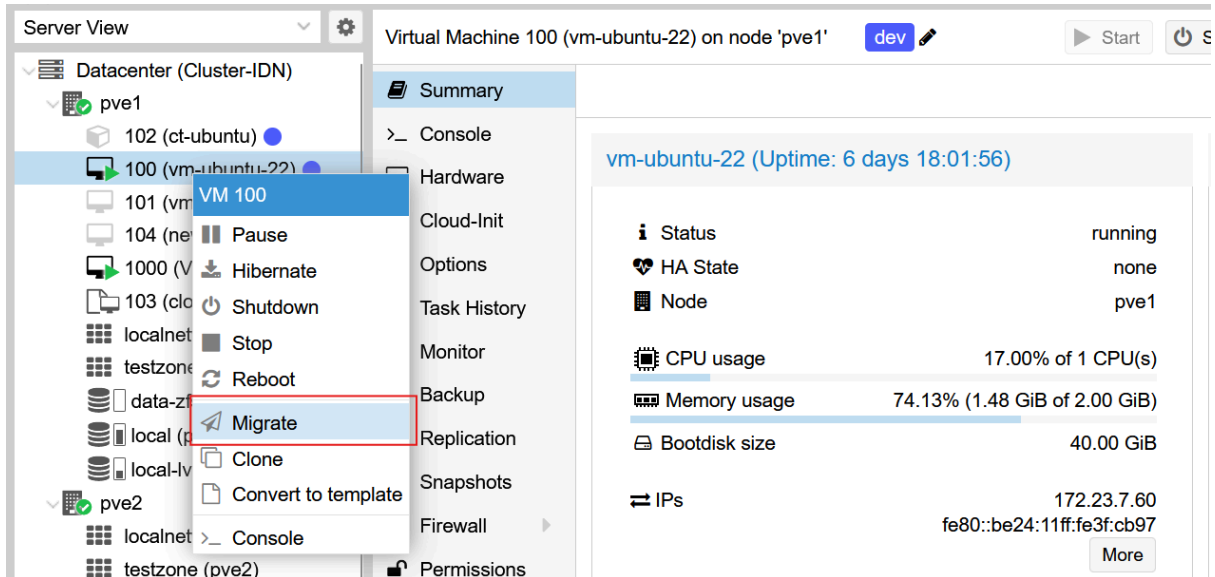 Server View
Datacenter (Cluster-IDN)
pve1
102 (ct-ubuntu)
100 (vm-ubuntu-22)
101 (vm
104 (ne
1000 (V
103 (clo
localnet
testzone
data-zf
local (p
local-lv
pve2
localnet
testzone (pve2)
VM 100
Pause
Hibernate
Shutdown
Stop
Reboot
Migrate
Clone
Convert to template
Console
Virtual Machine 100 (vm-ubuntu-22) on node 'pve1' dev Start S
Summary
Console
Hardware
Cloud-Init
Options
Task History
Monitor
Backup
Replication
Snapshots
Firewall
Permissions
vm-ubuntu-22 (Uptime: 6 days 18:01:56)
Status running
HA State none
Node pve1
CPU usage 17.00% of 1 CPU(s)
Memory usage 74.13% (1.48 GiB of 2.00 GiB)
Bootdisk size 40.00 GiB
IPs 172.23.7.60
fe80::be24:11ff:fe3f:cb97
More